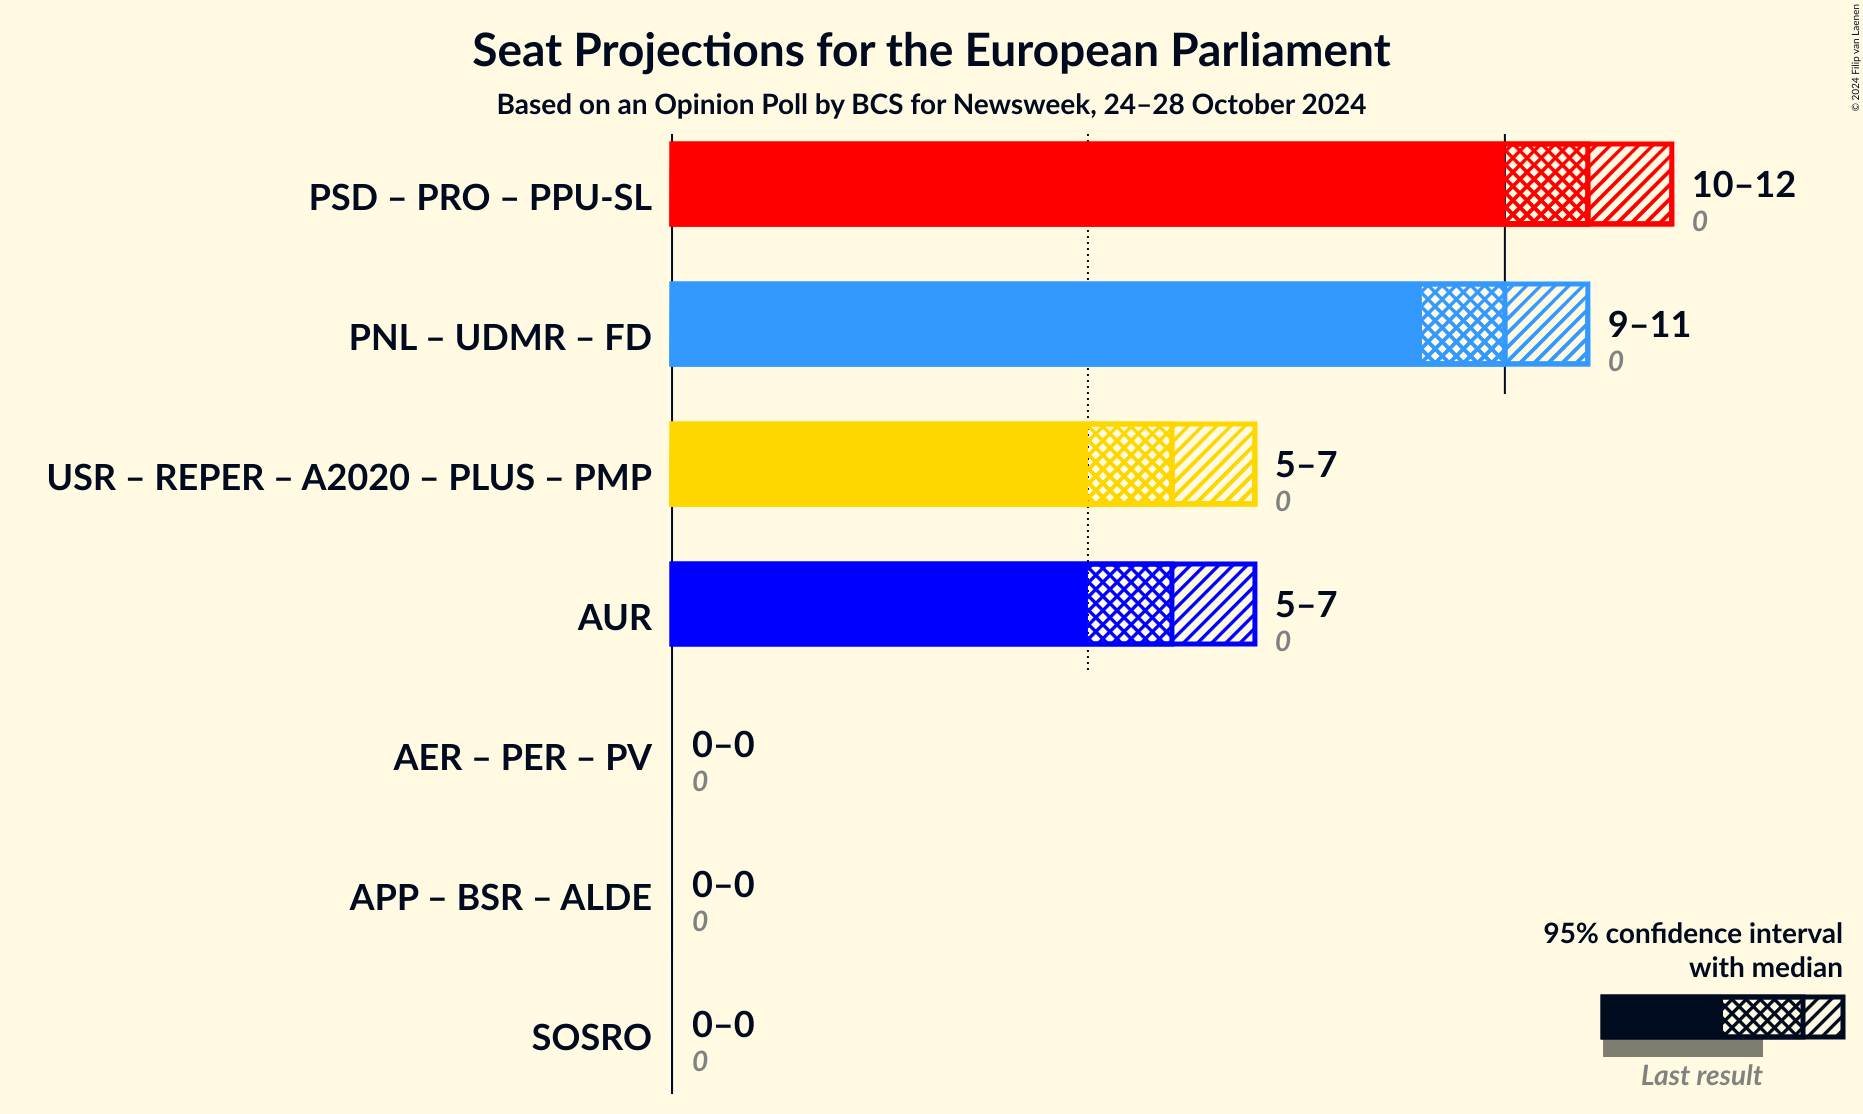 Seat Projections for the European Parliament
Based on an Opinion Poll by BCS for Newsweek, 24–28 October 2024
© 2024 Filip van Laenen
PSD – PRO – PPU-SL
10–12
0
PNL – UDMR – FD
9–11
0
USR – REPER – A2020 – PLUS – PMP
5–7
0
AUR
5–7
0
AER – PER – PV
0–0
0
APP – BSR – ALDE
0–0
0
SOSRO
0–0
0
95% confidence interval
with median
Last result